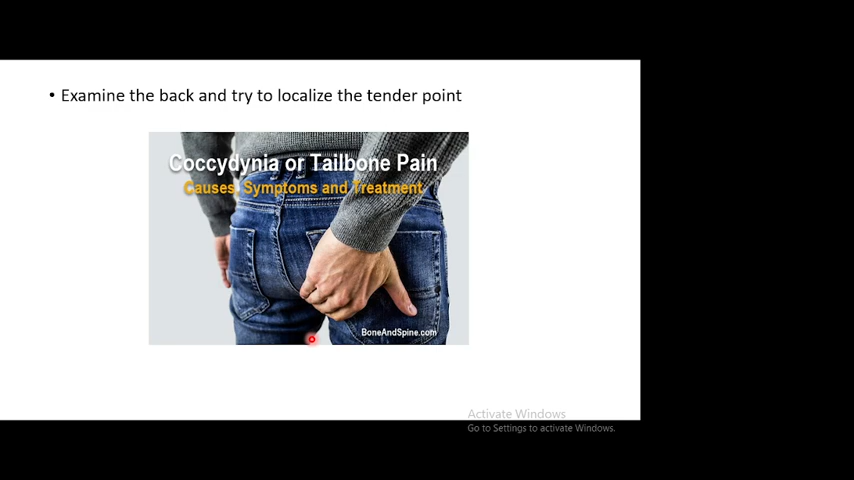 • Examine the back and try to localize the tender point
Coccydynia or Tailbone Pain
Causes, Symptoms and Treatment
BoneAndSpine.com
Activate Windows
Go to Settings to activate Windows.